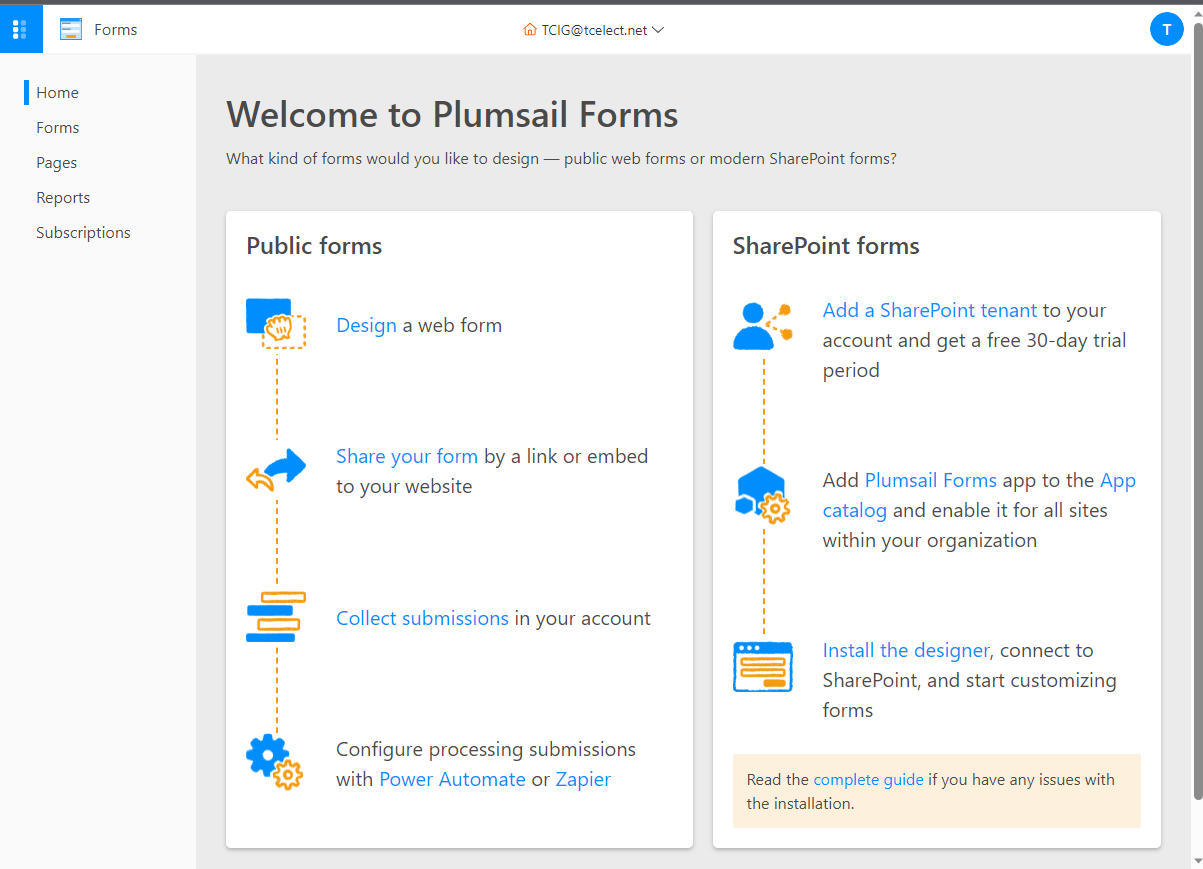 Forms
TCIG@tcelect.net
T
Home
Forms
Pages
Reports
Subscriptions
Welcome to Plumsail Forms
What kind of forms would you like to design — public web forms or modern SharePoint forms?
Public forms
Design a web form
Share your form by a link or embed
to your website
Collect submissions in your account
Configure processing submissions
with Power Automate or Zapier
SharePoint forms
Add a SharePoint tenant to your
account and get a free 30-day trial
period
Add Plumsail Forms app to the App
catalog and enable it for all sites
within your organization
Install the designer, connect to
SharePoint, and start customizing
forms
Read the complete guide if you have any issues with
the installation.